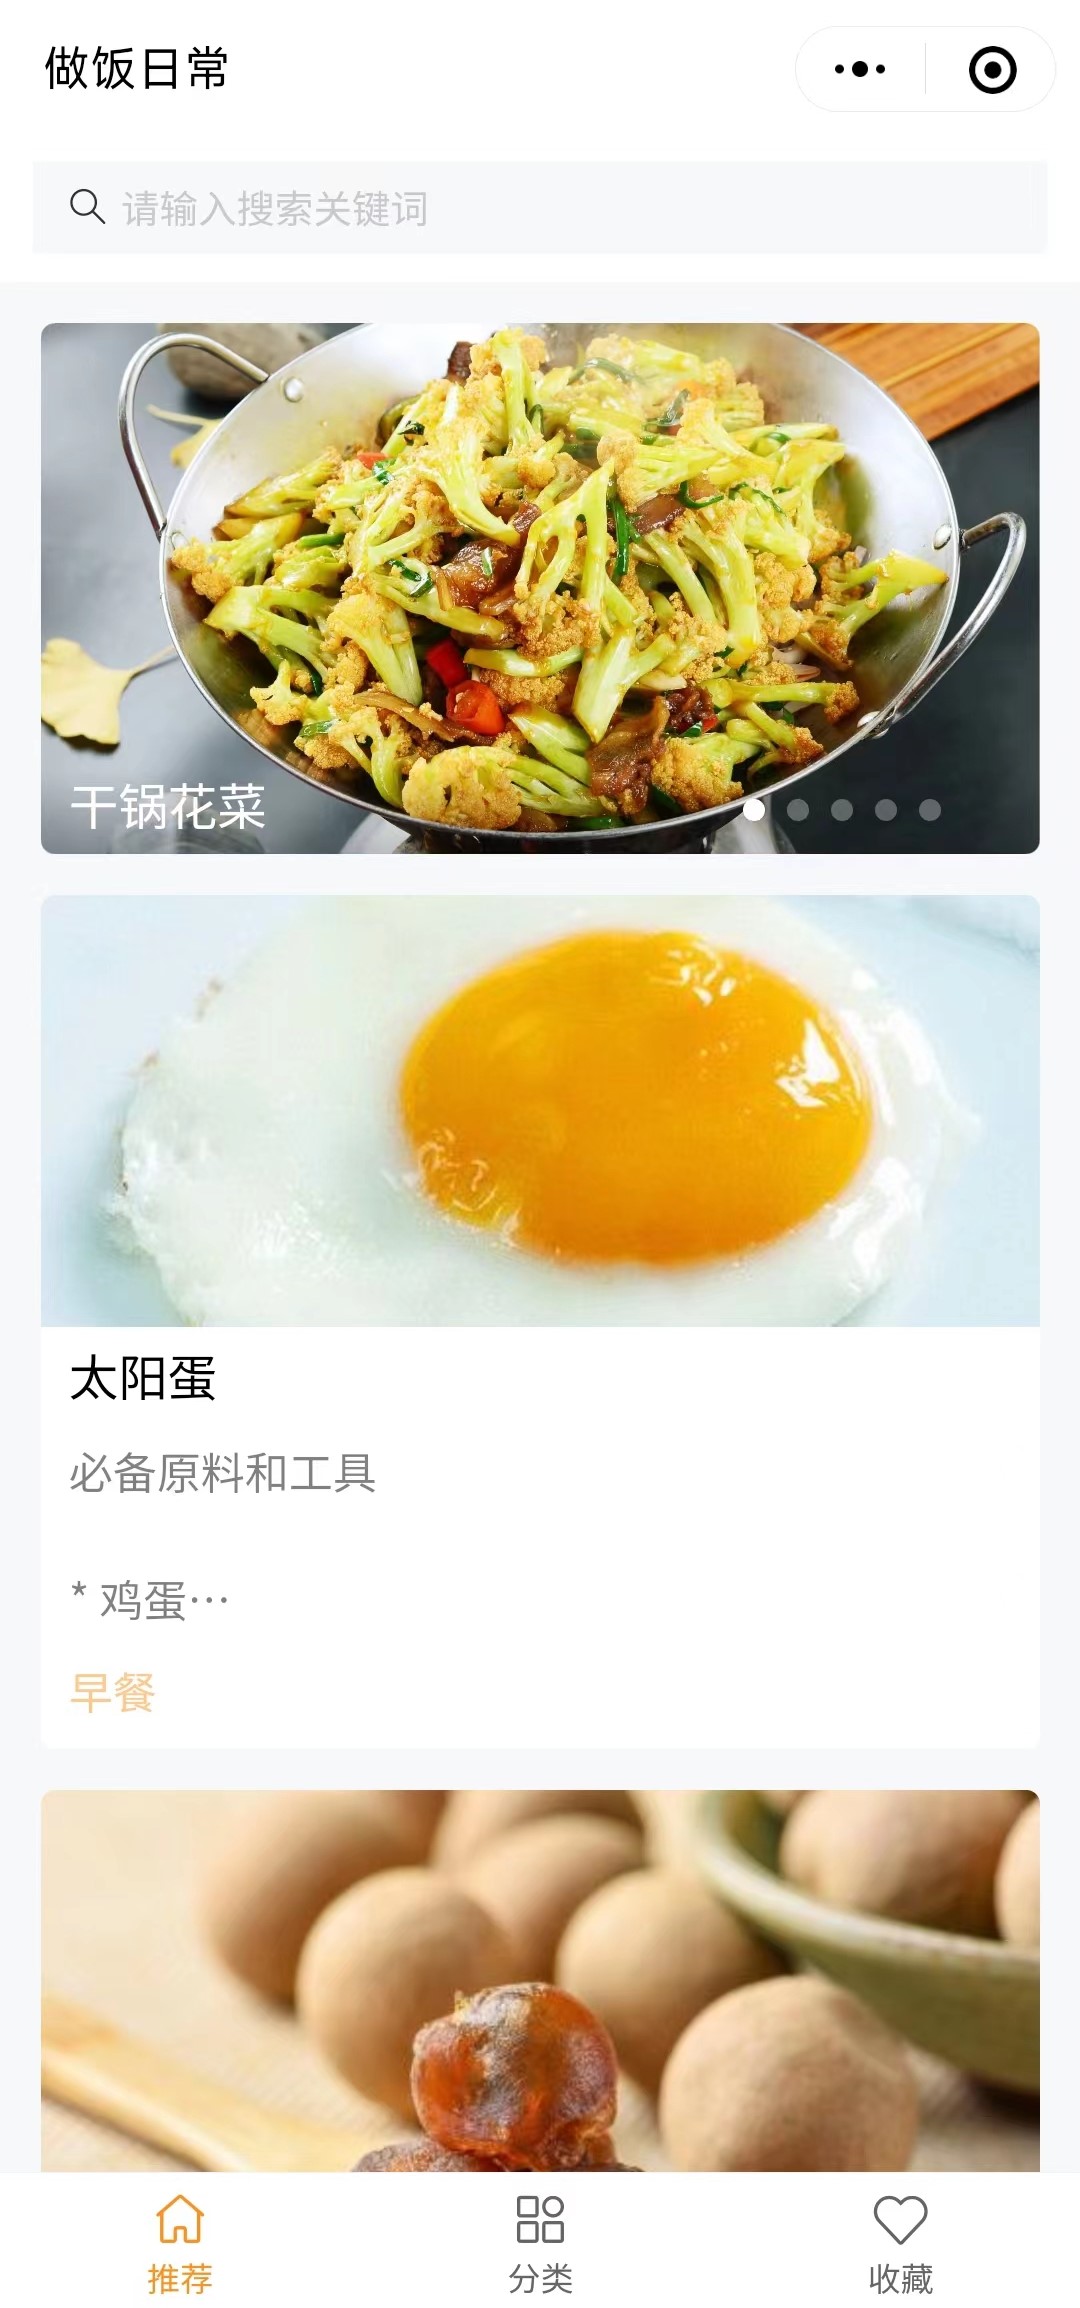 做饭日常
请输入搜索关键词
干锅花菜
太阳蛋
必备原料和工具
* 鸡蛋…
早餐
推荐
分类
收藏